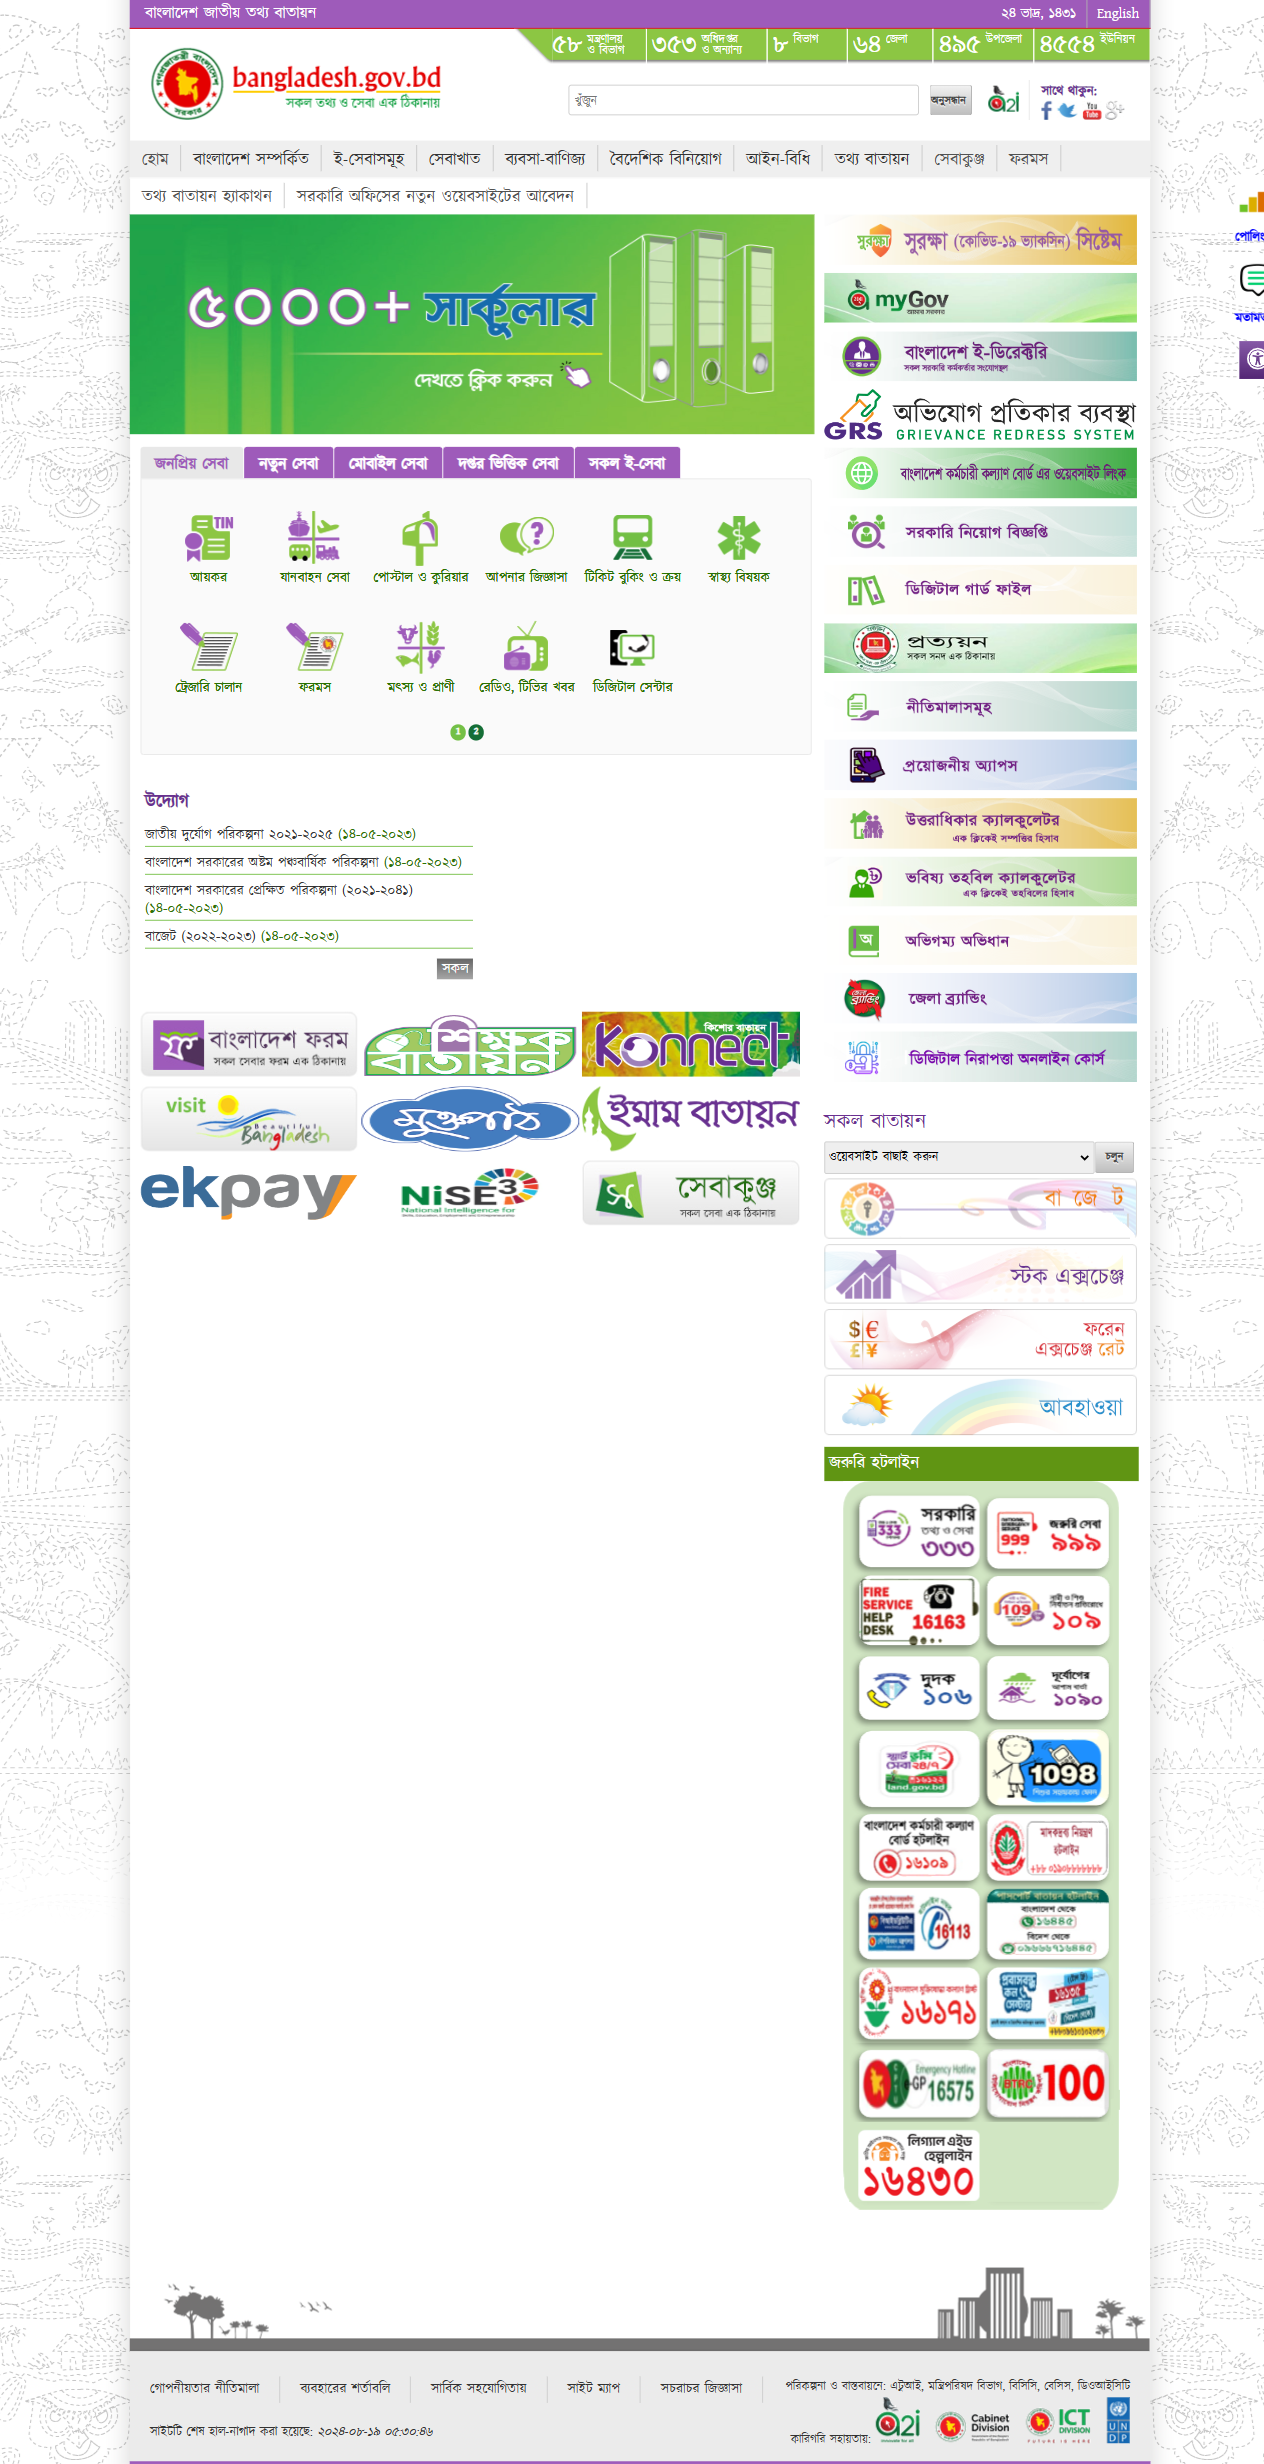 বাংলাদেশ জাতীয় তথ্য বাতায়ন
২৪ ভাদ্র, ১৪৩১
English
৫৮ মন্ত্রণালয় ও বিভাগ
৩৫৩ অধিদপ্তর ও অন্যান্য
৮ বিভাগ
৬৪ জেলা
৪৯৫ উপজেলা
৪৫৫৪ ইউনিয়ন
bangladesh.gov.bd
সকল তথ্য ও সেবা এক ঠিকানায়
খুঁজুন
অনুসন্ধান
a2i
সাথে থাকুন:
হোম
বাংলাদেশ সম্পর্কিত
ই-সেবাসমূহ
সেবাখাত
ব্যবসা-বাণিজ্য
বৈদেশিক বিনিয়োগ
আইন-বিধি
তথ্য বাতায়ন
সেবাকুঞ্জ
ফরমস
তথ্য বাতায়ন হ্যাকাথন
সরকারি অফিসের নতুন ওয়েবসাইটের আবেদন
৫০০০+ সার্কুলার
দেখতে ক্লিক করুন
জনপ্রিয় সেবা
নতুন সেবা
মোবাইল সেবা
দপ্তর ভিত্তিক সেবা
সকল ই-সেবা
TIN
আয়কর
যানবাহন সেবা
পোস্টাল ও কুরিয়ার
আপনার জিজ্ঞাসা
টিকিট বুকিং ও ক্রয়
স্বাস্থ্য বিষয়ক
ট্রেজারি চালান
ফরমস
মৎস্য ও প্রাণী
রেডিও, টিভির খবর
ডিজিটাল সেন্টার
1 2
উদ্যোগ
জাতীয় দুর্যোগ পরিকল্পনা ২০২১-২০২৫ (১৪-০৫-২০২৩)
বাংলাদেশ সরকারের অষ্টম পঞ্চবার্ষিক পরিকল্পনা (১৪-০৫-২০২৩)
বাংলাদেশ সরকারের প্রেক্ষিত পরিকল্পনা (২০২১-২০৪১)
(১৪-০৫-২০২৩)
বাজেট (২০২২-২০২৩) (১৪-০৫-২০২৩)
সকল
বাংলাদেশ ফরম
সকল সেবার ফরম এক ঠিকানায়
শিক্ষক বাতায়ন
কিশোর বাতায়ন
Konnect
visit
Beautiful
Bangladesh
মুক্তপাঠ
ইমাম বাতায়ন
ekpay
NiSE3
National Intelligence for
সেবাকুঞ্জ
সকল সেবা এক ঠিকানায়
সুরক্ষা
সুরক্ষা (কোভিড-১৯ ভ্যাকসিন) সিষ্টেম
myGov
বাংলাদেশ ই-ডিরেক্টরি
সকল সরকারি কর্মকর্তার সংযোগস্থল
GRS
অভিযোগ প্রতিকার ব্যবস্থা
GRIEVANCE REDRESS SYSTEM
বাংলাদেশ কর্মচারী কল্যাণ বোর্ড এর ওয়েবসাইট লিংক
সরকারি নিয়োগ বিজ্ঞপ্তি
ডিজিটাল গার্ড ফাইল
প্রত্যয়ন
সকল সনদ এক ঠিকানায়
নীতিমালাসমূহ
প্রয়োজনীয় অ্যাপস
উত্তরাধিকার ক্যালকুলেটর
এক ক্লিকেই সম্পত্তির হিসাব
ভবিষ্য তহবিল ক্যালকুলেটর
এক ক্লিকেই তহবিলের হিসাব
অ
অভিগম্য অভিধান
জেলা ব্র্যান্ডিং
জেলা ব্র্যান্ডিং
ডিজিটাল নিরাপত্তা অনলাইন কোর্স
সকল বাতায়ন
ওয়েবসাইট বাছাই করুন
চলুন
বা জে ট
স্টক এক্সচেঞ্জ
$ € £ ¥
ফরেন
এক্সচেঞ্জ রেট
আবহাওয়া
জরুরি হটলাইন
333
সরকারি
তথ্য ও সেবা
৩৩৩
999
জরুরি সেবা
৯৯৯
FIRE
SERVICE
HELP
DESK
16163
109
নারী ও শিশু
নির্যাতন প্রতিরোধে
১০৯
দুদক
১০৬
দুর্যোগের
আগাম বার্তা
১০৯০
স্মার্ট ভূমি
সেবা ২৪/৭
১৬১২২
land.gov.bd
1098
বাংলাদেশ কর্মচারী কল্যাণ
বোর্ড হটলাইন
১৬১০৯
মাদকদ্রব্য নিয়ন্ত্রণ
হটলাইন
16113
পাসপোর্ট বাতায়ন হটলাইন
বাংলাদেশ থেকে
১৬৪৪৫
বিদেশ থেকে
০৯৬৬৬৭১৬৪৪৫
১৬১৭১
প্রবাসবন্ধু
কল সেন্টার
১৬১৩৫
Emergency Hotline
e-GP
16575
BTRC
100
লিগ্যাল এইড
হেল্পলাইন
১৬৪৩০
গোপনীয়তার নীতিমালা
ব্যবহারের শর্তাবলি
সার্বিক সহযোগিতায়
সাইট ম্যাপ
সচরাচর জিজ্ঞাসা
পরিকল্পনা ও বাস্তবায়নে: এটুআই, মন্ত্রিপরিষদ বিভাগ, বিসিসি, বেসিস, ডিওআইসিটি
সাইটটি শেষ হাল-নাগাদ করা হয়েছে: ২০২৪-০৮-১৯ ০৫:৩০:৪৬
কারিগরি সহায়তায়:
a2i
Cabinet
Division
ICT
DIVISION
FUTURE IS HERE
UNDP